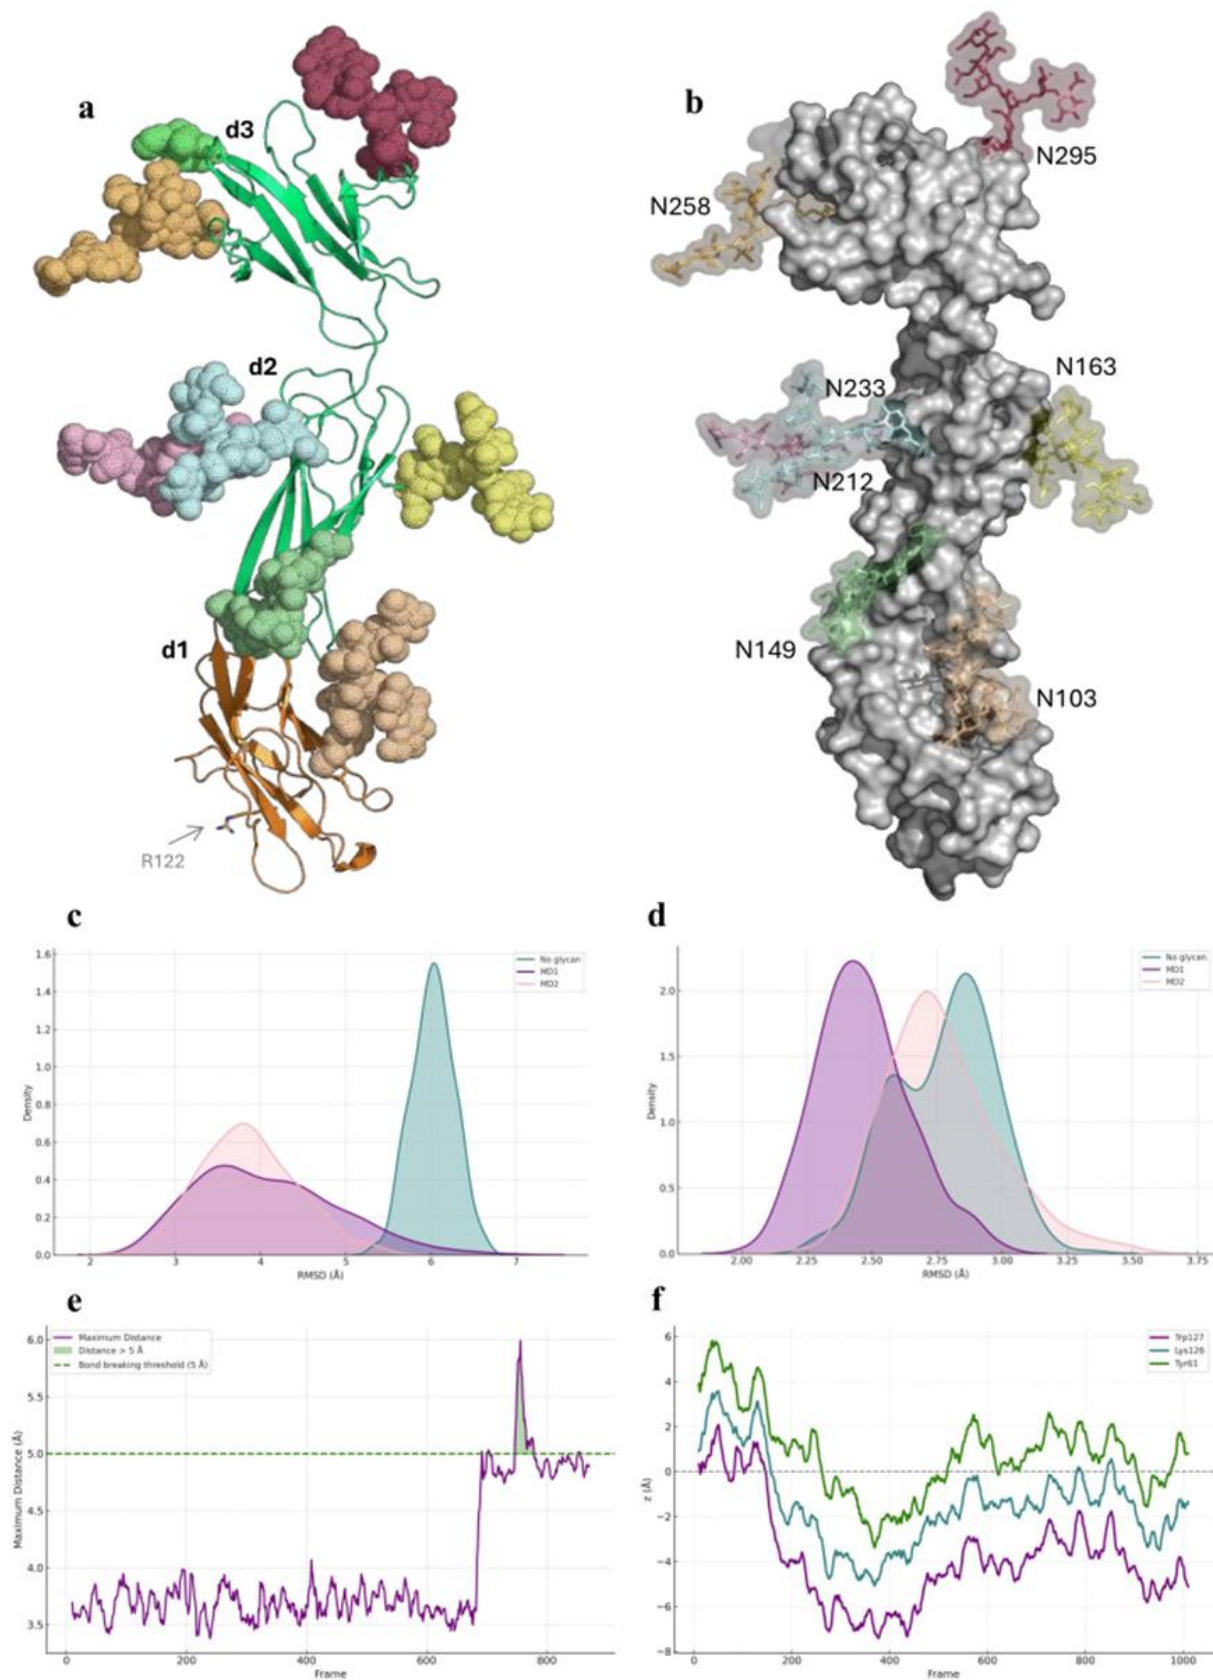 a
d3
d2
d1
R122
b
N295
N258
N163
N233
N212
N149
N103
c
No glycan
MD1
MD2
1.6
1.4
1.2
1.0
0.8
0.6
0.4
0.2
0.0
Density
2 3 4 5 6 7
RMSD (Å)
d
No glycan
MD1
MD2
2.0
1.5
1.0
0.5
0.0
Density
2.00 2.25 2.50 2.75 3.00 3.25 3.50 3.75
RMSD (Å)
e
Maximum Distance
Distance > 5 Å
Bond breaking threshold (5 Å)
6.0
5.5
5.0
4.5
4.0
3.5
Maximum Distance (Å)
0 200 400 600 800
Frame
f
Trp127
Lys126
Tyr61
6
4
2
0
−2
−4
−6
−8
z (Å)
0 200 400 600 800 1000
Frame